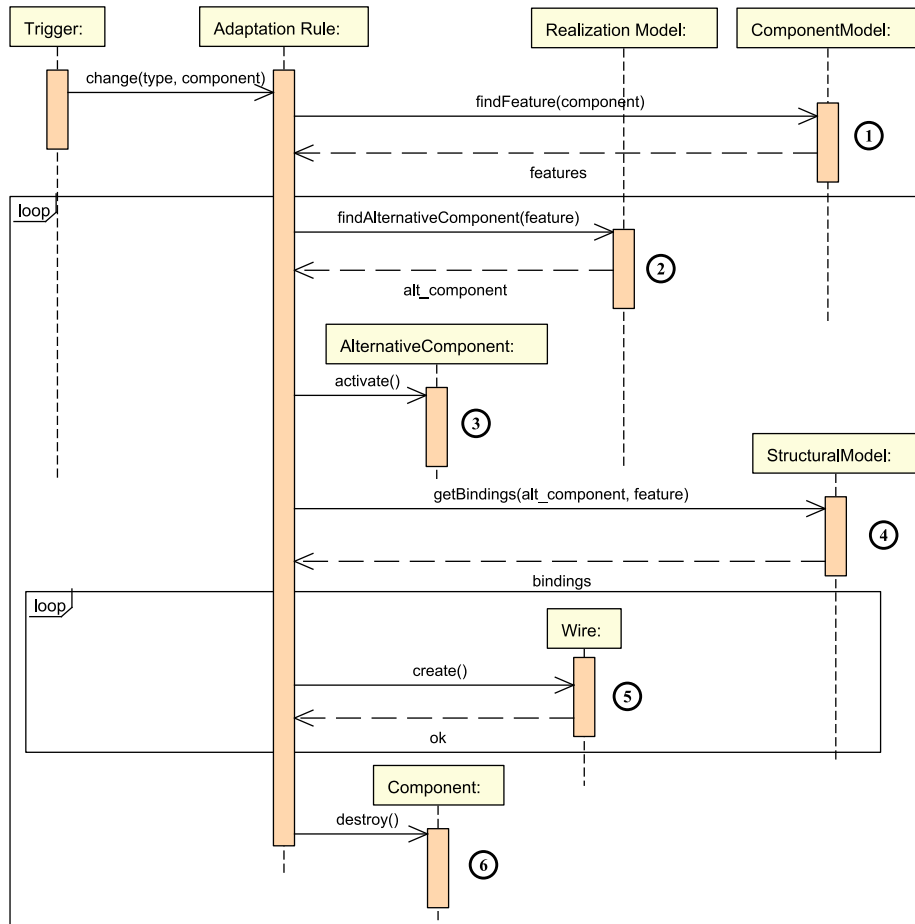 Trigger:
Adaptation Rule:
Realization Model:
ComponentModel:
change(type, component)
findFeature(component)
1
features
loop
findAlternativeComponent(feature)
2
alt_component
AlternativeComponent:
activate()
3
StructuralModel:
getBindings(alt_component, feature)
4
bindings
loop
Wire:
create()
5
ok
Component:
destroy()
6